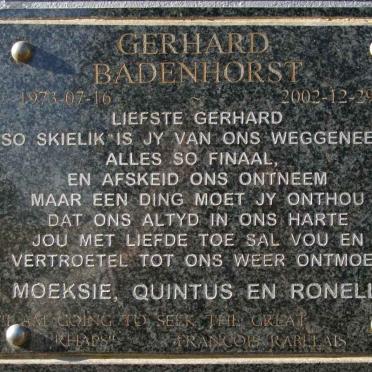 GERHARD
BADENHORST
1973-07-16 ~ 2002-12-29
LIEFSTE GERHARD
SO SKIELIK IS JY VAN ONS WEGGENEE
ALLES SO FINAAL,
EN AFSKEID ONS ONTNEEM
MAAR EEN DING MOET JY ONTHOU
DAT ONS ALTYD IN ONS HARTE
JOU MET LIEFDE TOE SAL VOU EN
VERTROETEL TOT ONS WEER ONTMOE
MOEKSIE, QUINTUS EN RONEL
AM GOING TO SEEK THE GREAT
RHAPS" FRANCOIS RABELAIS